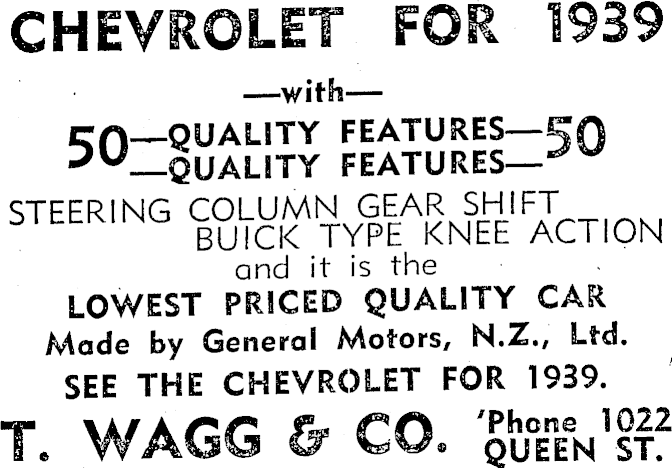 CHEVROLET FOR 1939
—with—
50—QUALITY FEATURES—50
—QUALITY FEATURES—
STEERING COLUMN GEAR SHIFT
BUICK TYPE KNEE ACTION
and it is the
LOWEST PRICED QUALITY CAR
Made by General Motors, N.Z., Ltd.
SEE THE CHEVROLET FOR 1939.
T. WAGG & CO. 'Phone 1022
QUEEN ST.